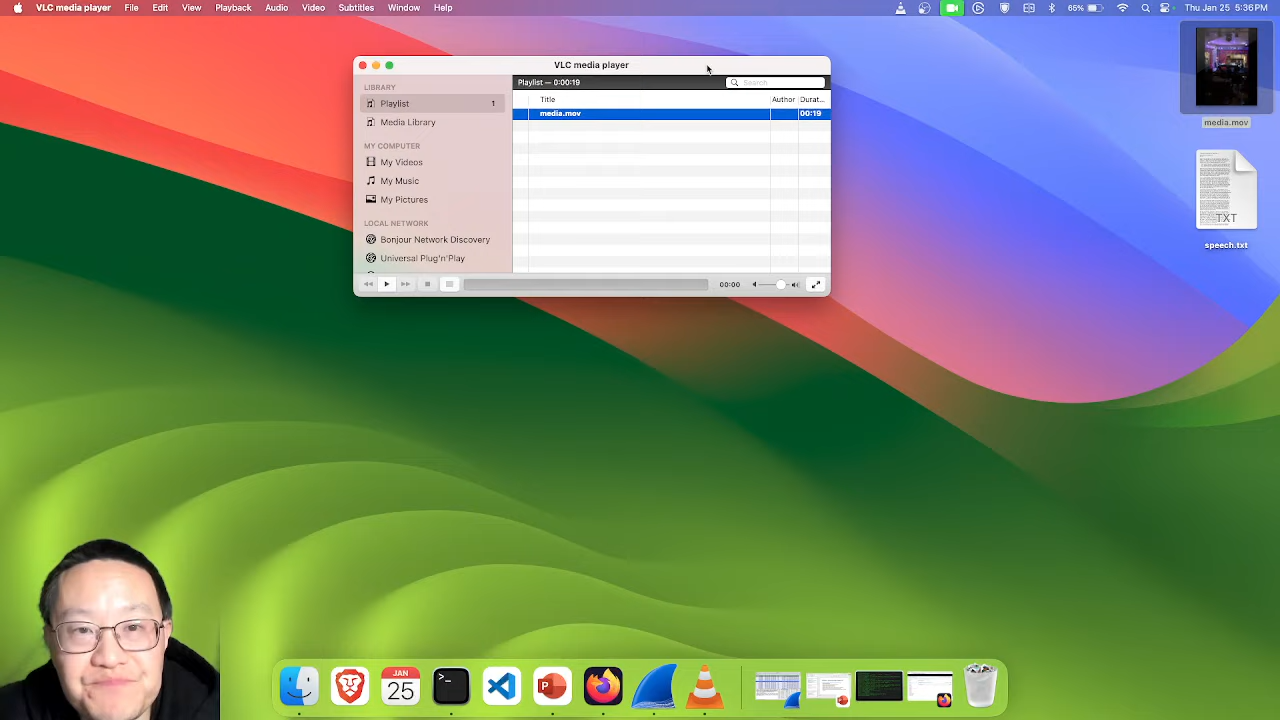 VLC media player File Edit View Playback Audio Video Subtitles Window Help 65% Thu Jan 25 5:36 PM
VLC media player
LIBRARY
Playlist 1
Media Library
MY COMPUTER
My Videos
My Music
My Pictures
LOCAL NETWORK
Bonjour Network Discovery
Universal Plug'n'Play
Playlist — 0:00:19
Search
Title Author Durat...
media.mov 00:19
00:00
media.mov
TXT
speech.txt
JAN
25